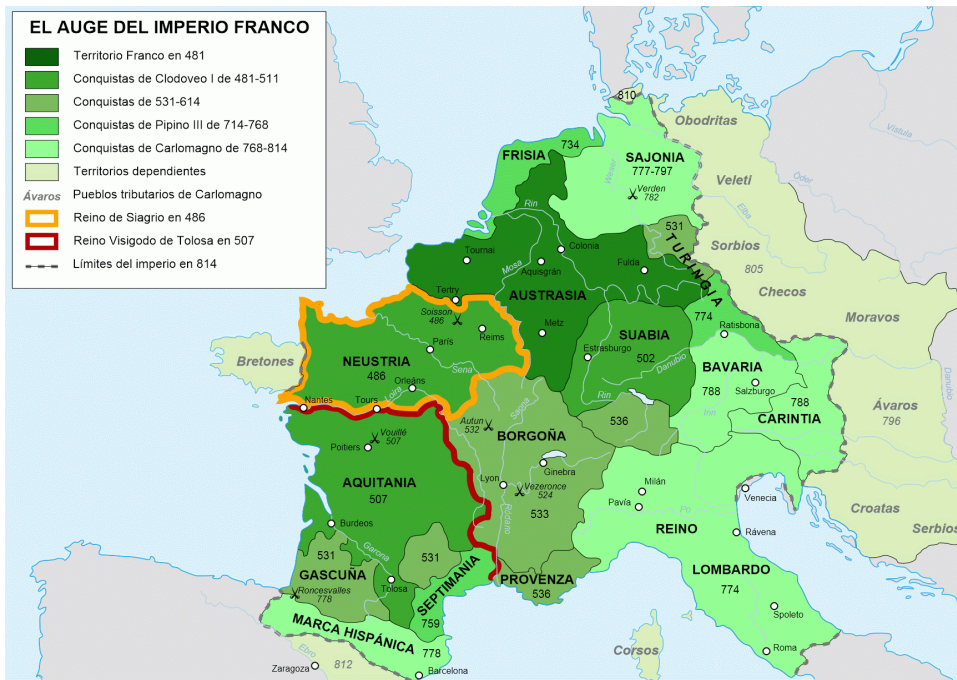 EL AUGE DEL IMPERIO FRANCO
Territorio Franco en 481
Conquistas de Clodoveo I de 481-511
Conquistas de 531-614
Conquistas de Pipino III de 714-768
Conquistas de Carlomagno de 768-814
Territorios dependientes
Ávaros Pueblos tributarios de Carlomagno
Reino de Siagrio en 486
Reino Visigodo de Tolosa en 507
Límites del imperio en 814
810
Obodritas
Vístula
FRISIA
734
SAJONIA
777-797
Weser
Verden
782
Veleti
Óder
Elba
Rin
531
TURINGIA
Sorbios
805
Checos
Moravos
Tournai
Colonia
Mosa
Aquisgrán
Fulda
Tertry
AUSTRASIA
774
Soisson
486
Reims
Metz
SUABIA
502
Ratisbona
París
Estrasburgo
Danubio
NEUSTRIA
486
Sena
Orleáns
Loire
Bretones
BAVARIA
788
Salzburgo
788
CARINTIA
Danubio
Nantes
Tours
Saona
Rin
Inn
536
Ávaros
796
Autun
532
BORGOÑA
Vouillé
507
Poitiers
Ginebra
AQUITANIA
507
Lyon
Vezeronce
524
533
Ródano
Milán
Pavía
Po
Venecia
Croatas
Serbios
REINO
LOMBARDO
774
Rávena
Burdeos
Garona
531
531
GASCUÑA
Roncesvalles
778
Tolosa
SEPTIMANIA
759
PROVENZA
536
Spoleto
Roma
Corsos
MARCA HISPÁNICA
778
Ebro
Zaragoza
812
Barcelona